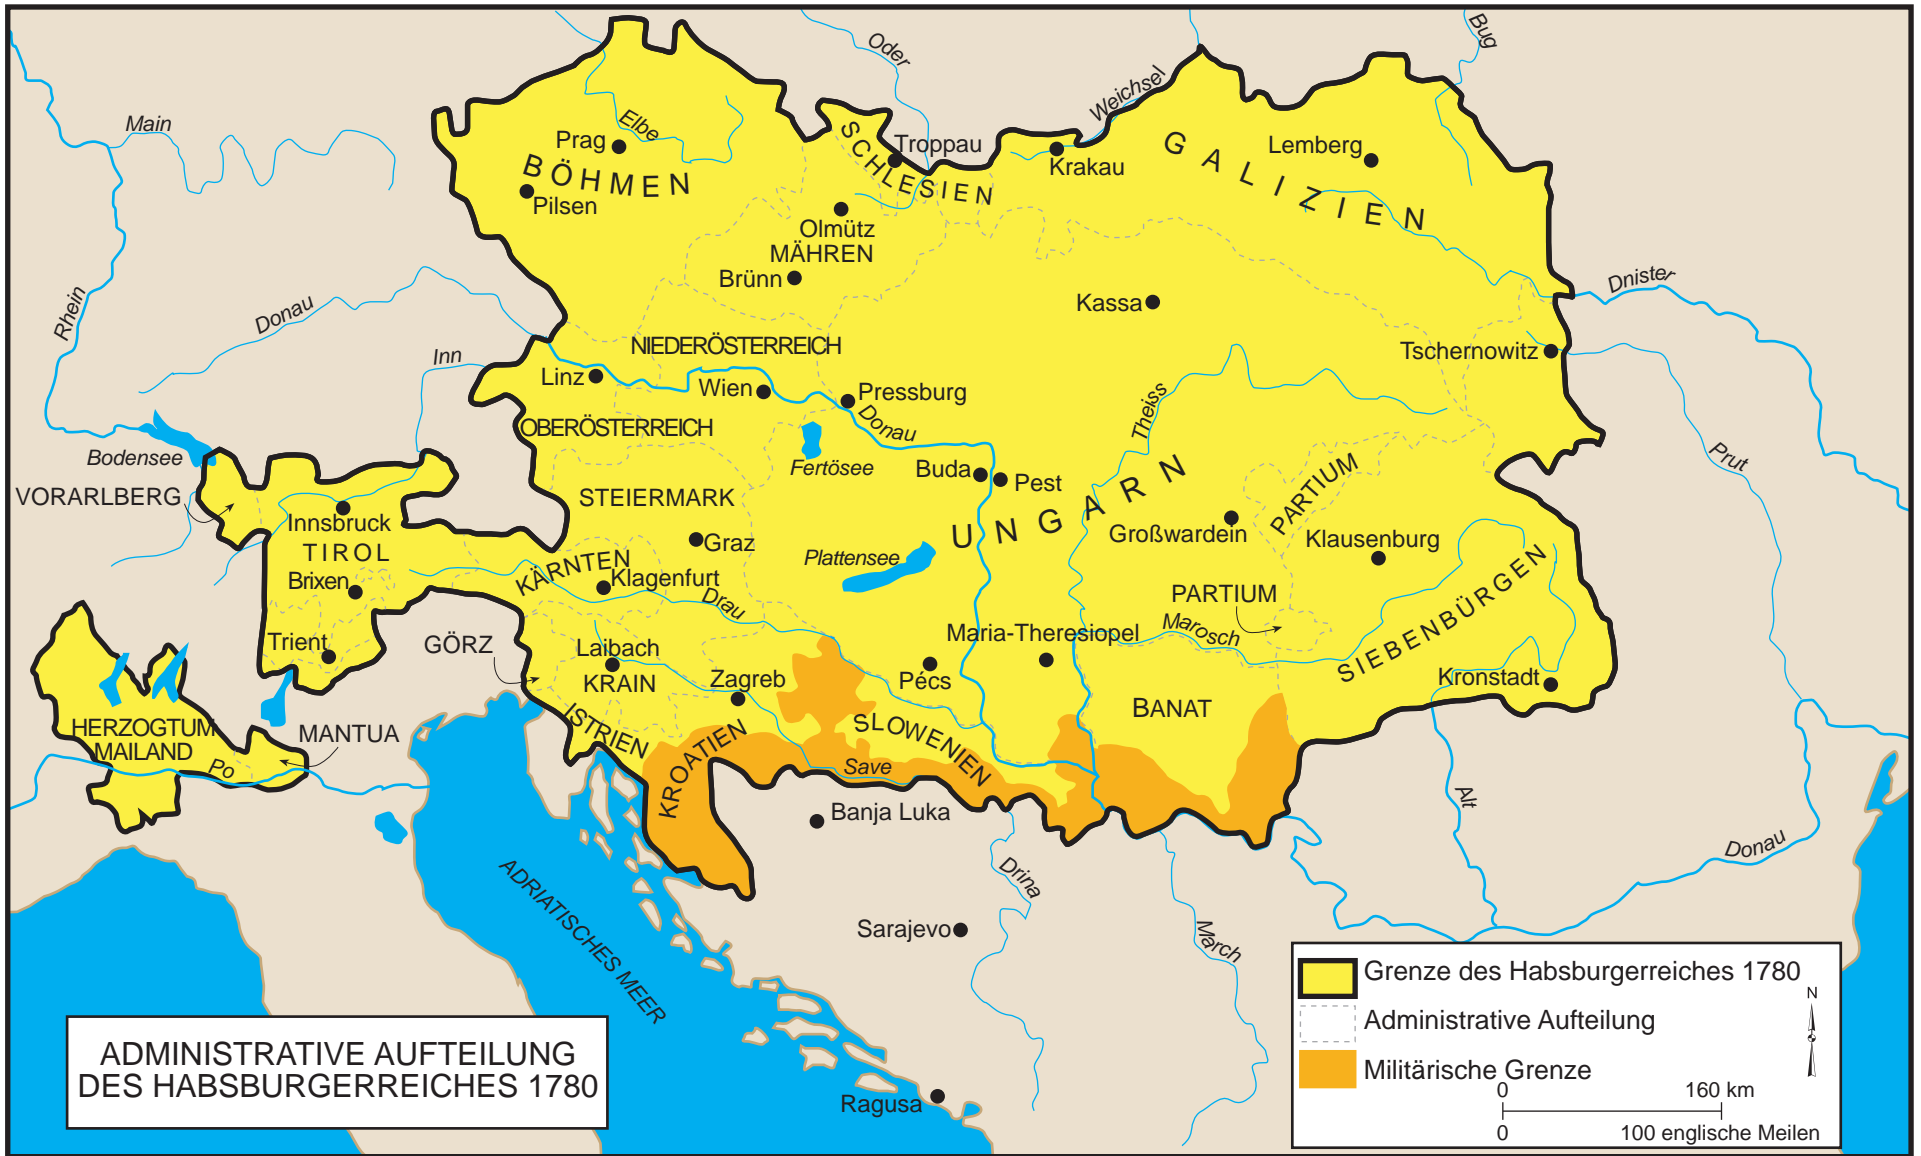 Oder
Bug
Main
Elbe
Weichsel
Prag
BÖHMEN
Pilsen
SCHLESIEN
Troppau
Krakau
GALIZIEN
Lemberg
Olmütz
MÄHREN
Brünn
Rhein
Donau
Inn
Kassa
Dnister
NIEDERÖSTERREICH
Tschernowitz
Linz
Wien
Pressburg
Donau
Theiss
OBERÖSTERREICH
Fertösee
Bodensee
VORARLBERG
Buda
Pest
UNGARN
PARTIUM
Prut
STEIERMARK
Innsbruck
TIROL
Brixen
Graz
Großwardein
Klausenburg
Plattensee
KÄRNTEN
Klagenfurt
Drau
PARTIUM
SIEBENBÜRGEN
Trient
GÖRZ
Laibach
KRAIN
Zagreb
Maria-Theresiopel
Marosch
Pécs
Kronstadt
HERZOGTUM
MAILAND
MANTUA
Po
ISTRIEN
KROATIEN
SLOWENIEN
BANAT
Save
Banja Luka
Alt
Donau
Drina
ADRIATISCHES MEER
Sarajevo
March
Ragusa
ADMINISTRATIVE AUFTEILUNG
DES HABSBURGERREICHES 1780
Grenze des Habsburgerreiches 1780
N
Administrative Aufteilung
Militärische Grenze
0 160 km
0 100 englische Meilen